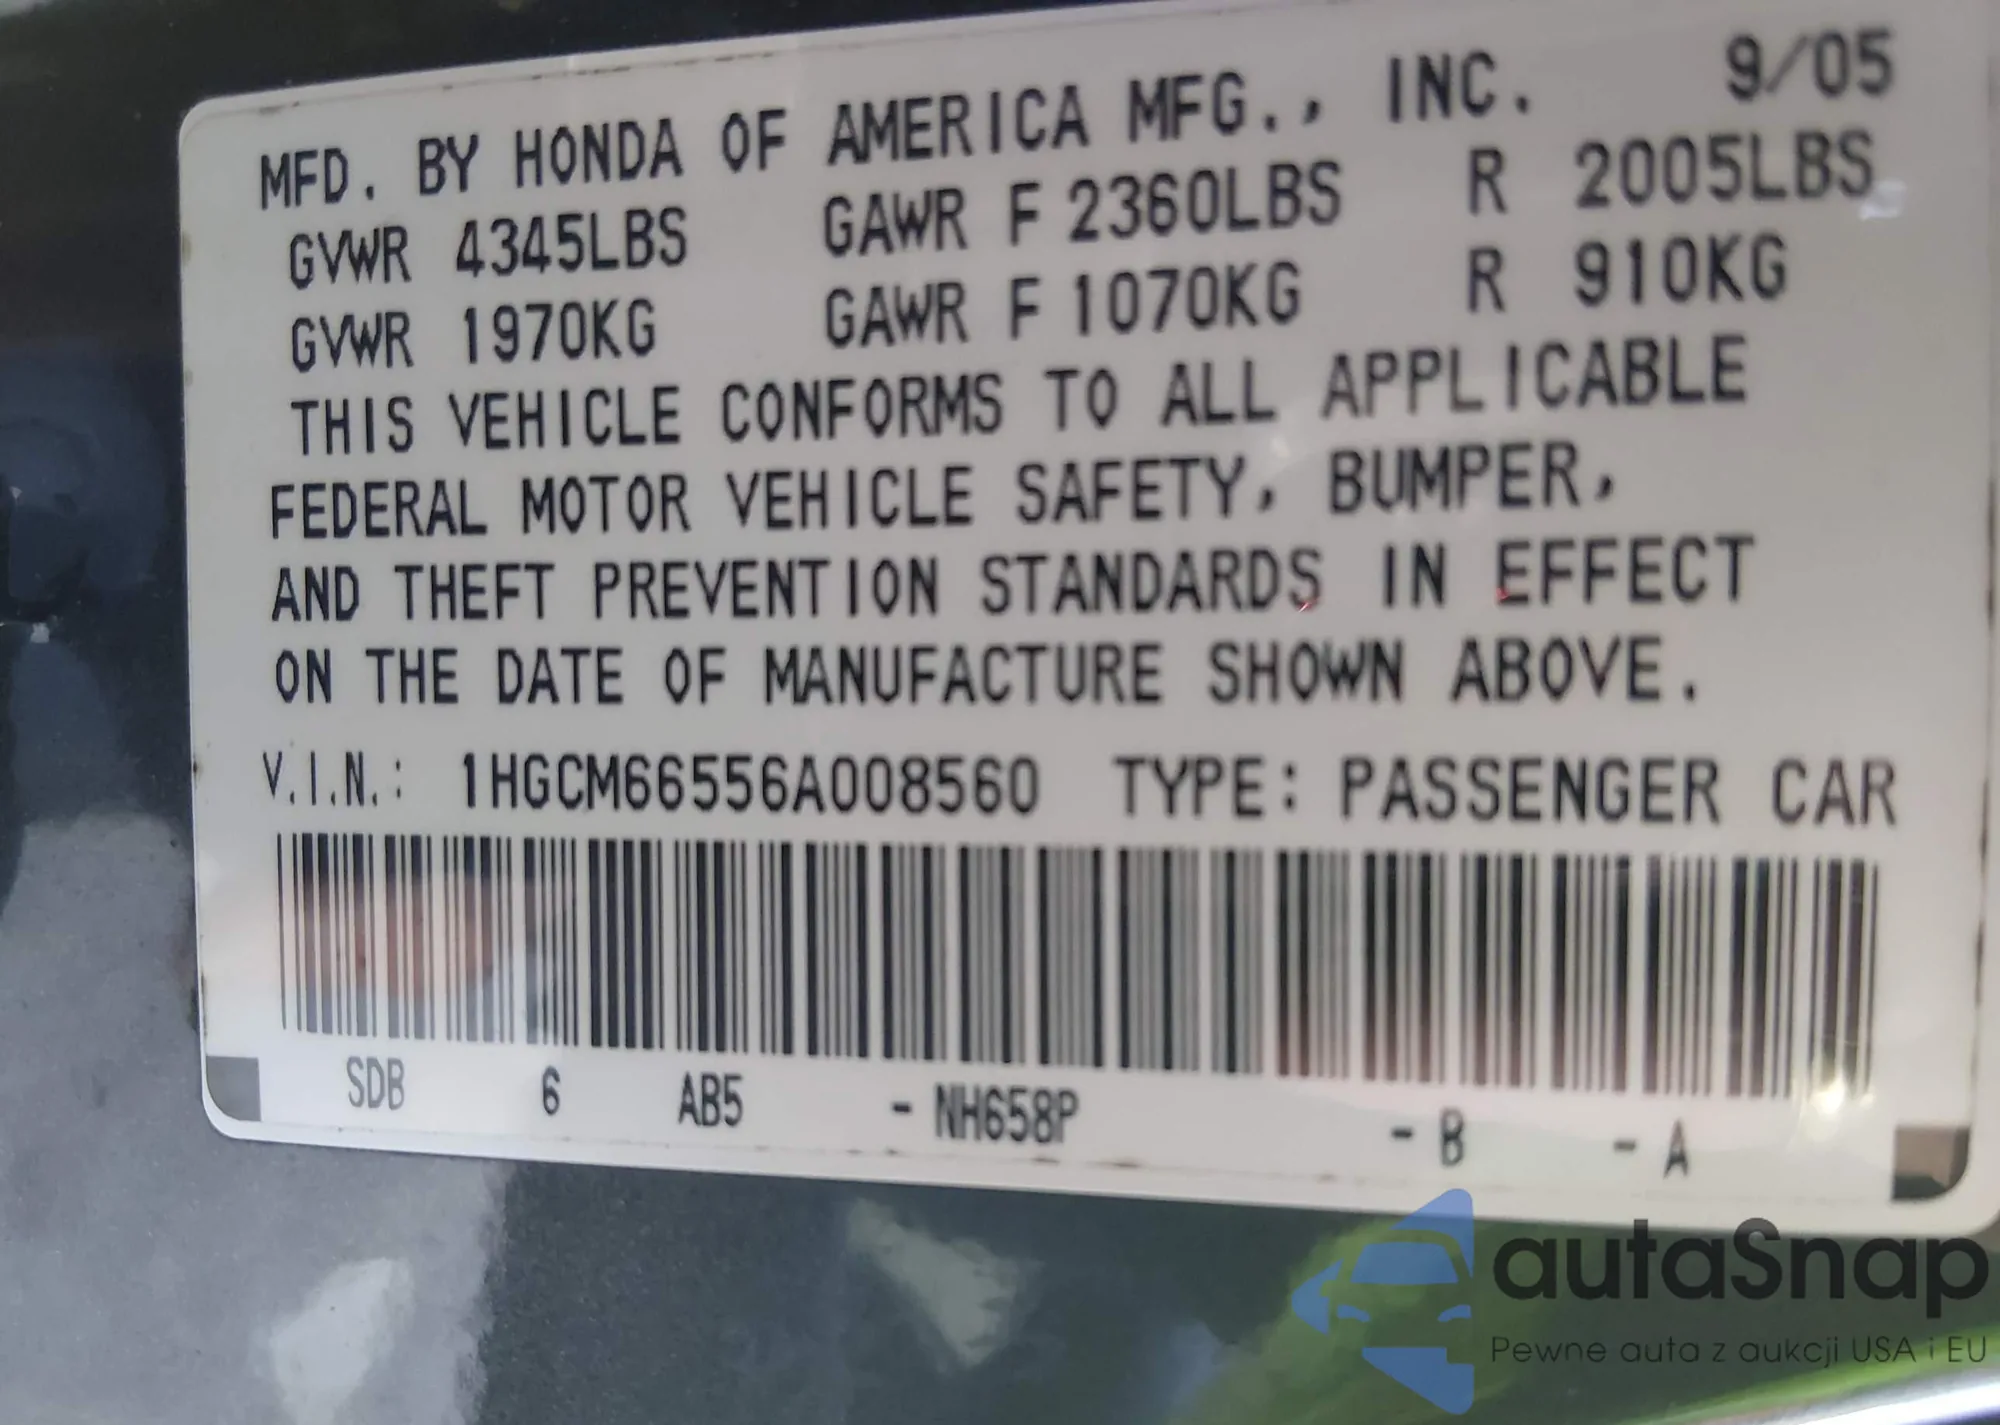 MFD. BY HONDA OF AMERICA MFG., INC. 9/05
GVWR 4345LBS GAWR F 2360LBS R 2005LBS
GVWR 1970KG GAWR F 1070KG R 910KG
THIS VEHICLE CONFORMS TO ALL APPLICABLE
FEDERAL MOTOR VEHICLE SAFETY, BUMPER,
AND THEFT PREVENTION STANDARDS IN EFFECT
ON THE DATE OF MANUFACTURE SHOWN ABOVE.
V.I.N.: 1HGCM66556A008560 TYPE: PASSENGER CAR
SDB 6 AB5 - NH658P - B - A
autaSnap
Pewne auta z aukcji USA i EU